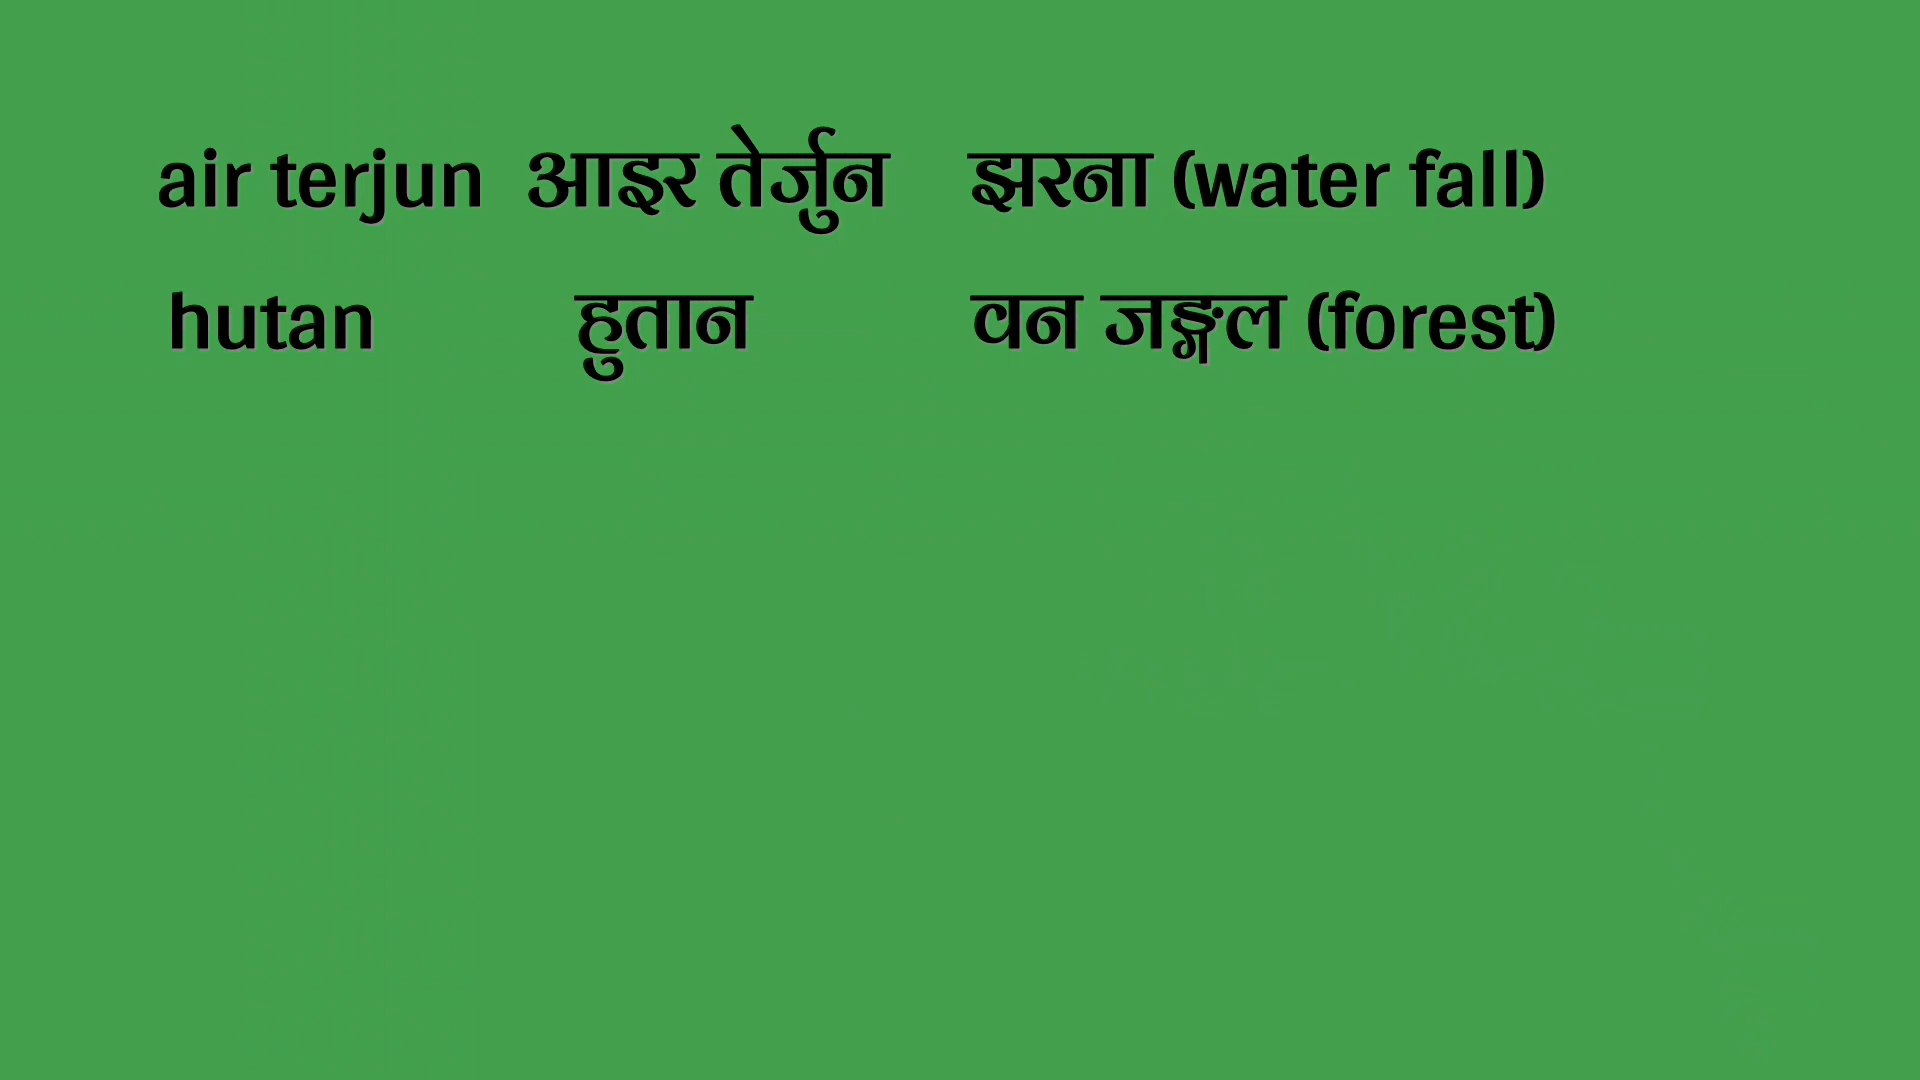 air terjun आइर तेर्जुन झरना (water fall)
hutan हुतान वन जङ्गल (forest)